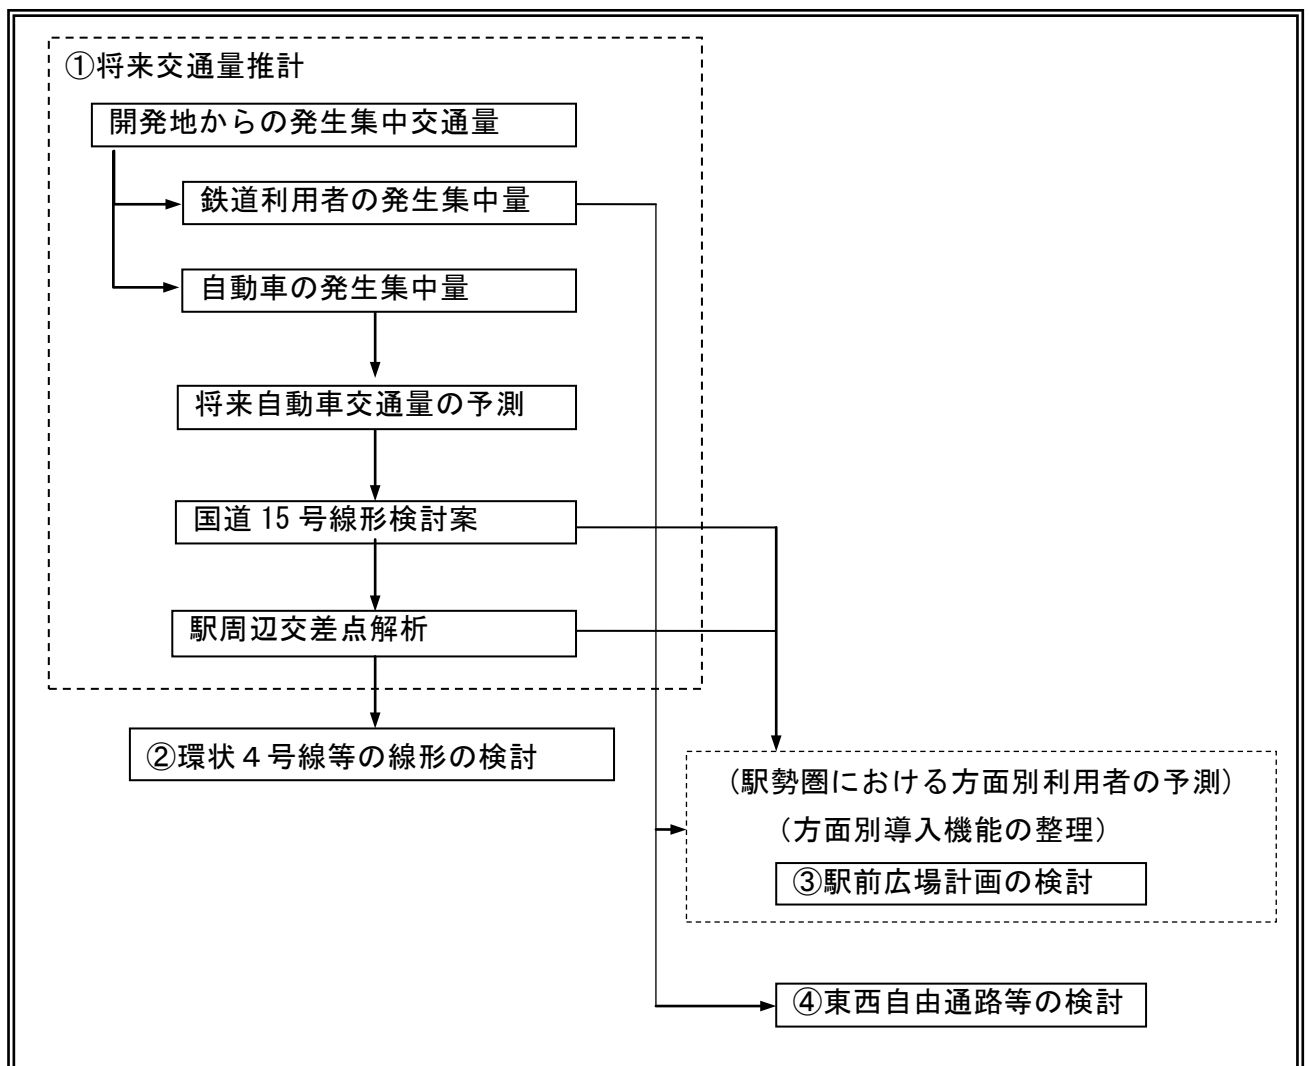 ①将来交通量推計
開発地からの発生集中交通量
鉄道利用者の発生集中量
自動車の発生集中量
将来自動車交通量の予測
国道 15 号線形検討案
駅周辺交差点解析
②環状４号線等の線形の検討
（駅勢圏における方面別利用者の予測）
（方面別導入機能の整理）
③駅前広場計画の検討
④東西自由通路等の検討